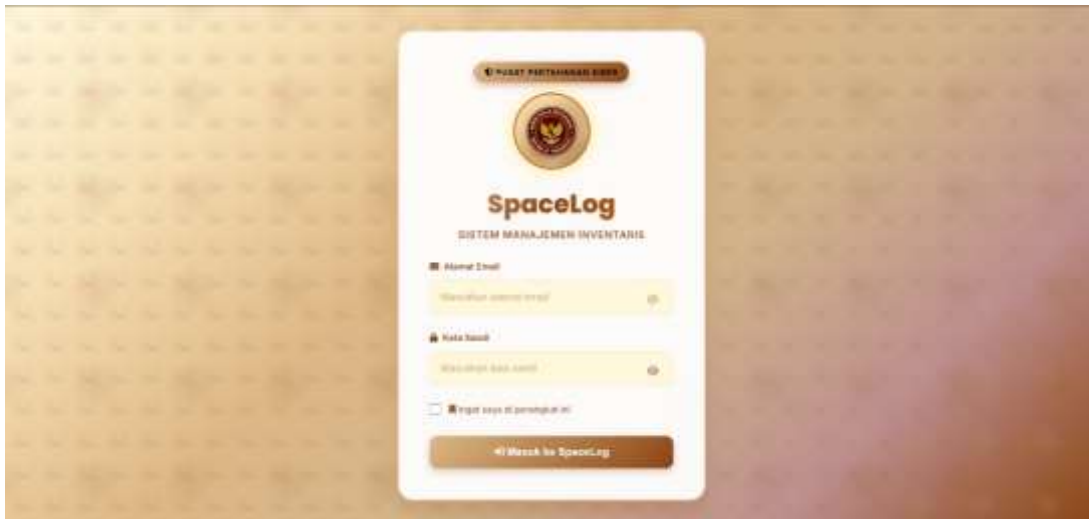 PUSAT PERTAHANAN SIBER
SpaceLog
SISTEM MANAJEMEN INVENTARIS
Alamat Email
Masukkan alamat email
Kata Sandi
Masukkan kata sandi
Ingat saya di perangkat ini
Masuk ke SpaceLog